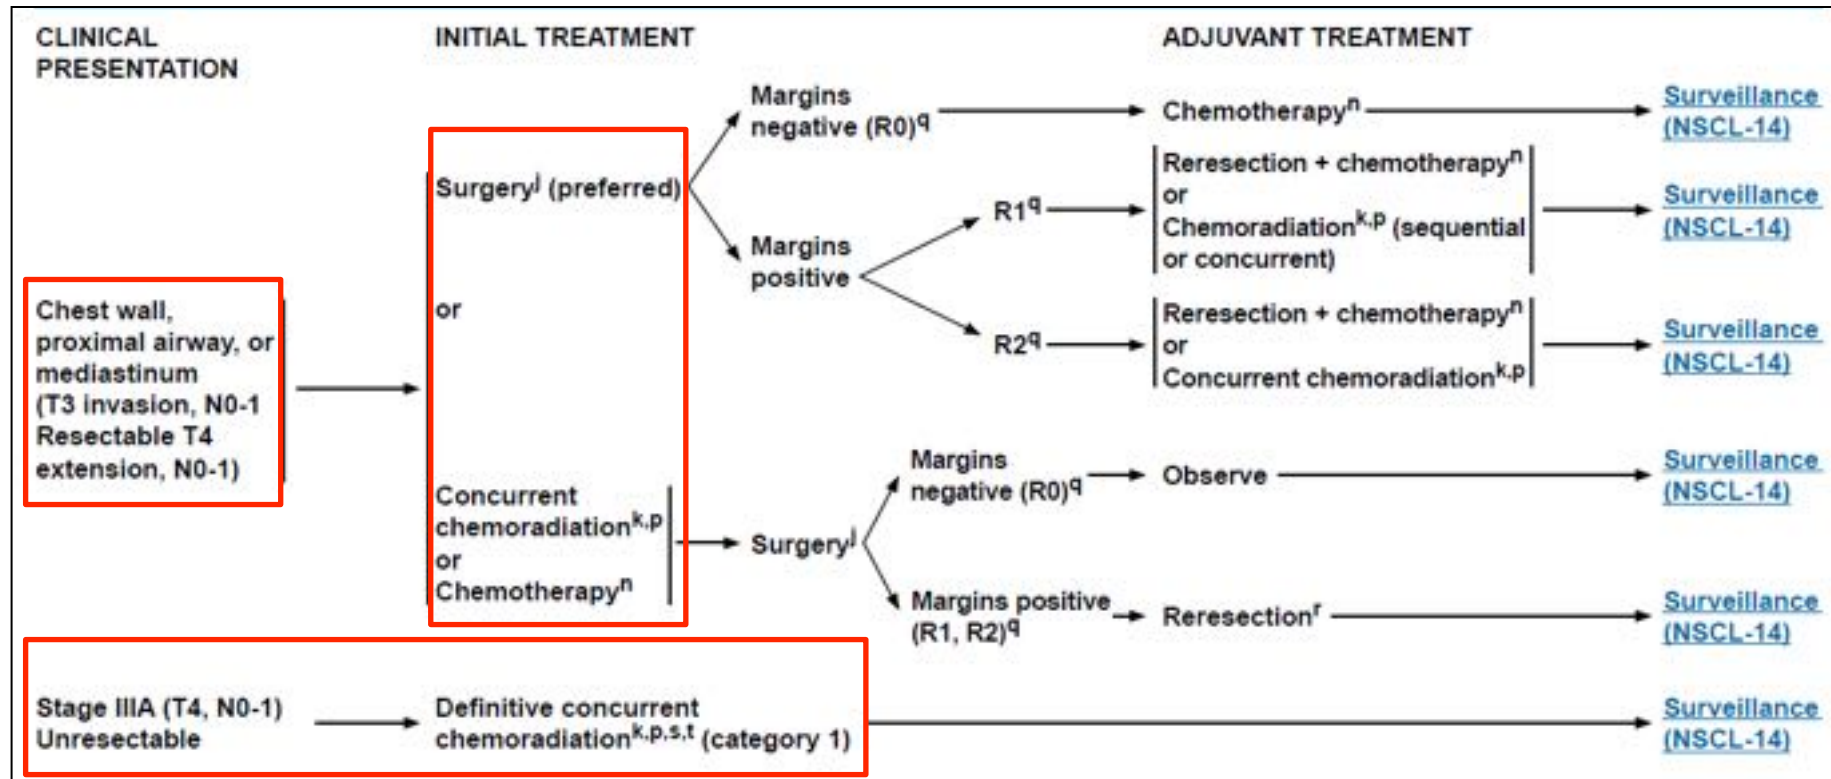 CLINICAL
PRESENTATION
INITIAL TREATMENT
ADJUVANT TREATMENT
Chest wall,
proximal airway, or
mediastinum
(T3 invasion, N0-1
Resectable T4
extension, N0-1)
Surgeryʲ (preferred)
or
Concurrent
chemoradiationᵏ,ᵖ
or
Chemotherapyⁿ
Margins
negative (R0)q
Chemotherapyⁿ
Surveillance
(NSCL-14)
Margins
positive
R1q
Reresection + chemotherapyⁿ
or
Chemoradiationᵏ,ᵖ (sequential
or concurrent)
Surveillance
(NSCL-14)
R2q
Reresection + chemotherapyⁿ
or
Concurrent chemoradiationᵏ,ᵖ
Surveillance
(NSCL-14)
Surgeryʲ
Margins
negative (R0)q
Observe
Surveillance
(NSCL-14)
Margins positive
(R1, R2)q
Reresectionʳ
Surveillance
(NSCL-14)
Stage IIIA (T4, N0-1)
Unresectable
Definitive concurrent
chemoradiationᵏ,ᵖ,ˢ,ᵗ (category 1)
Surveillance
(NSCL-14)